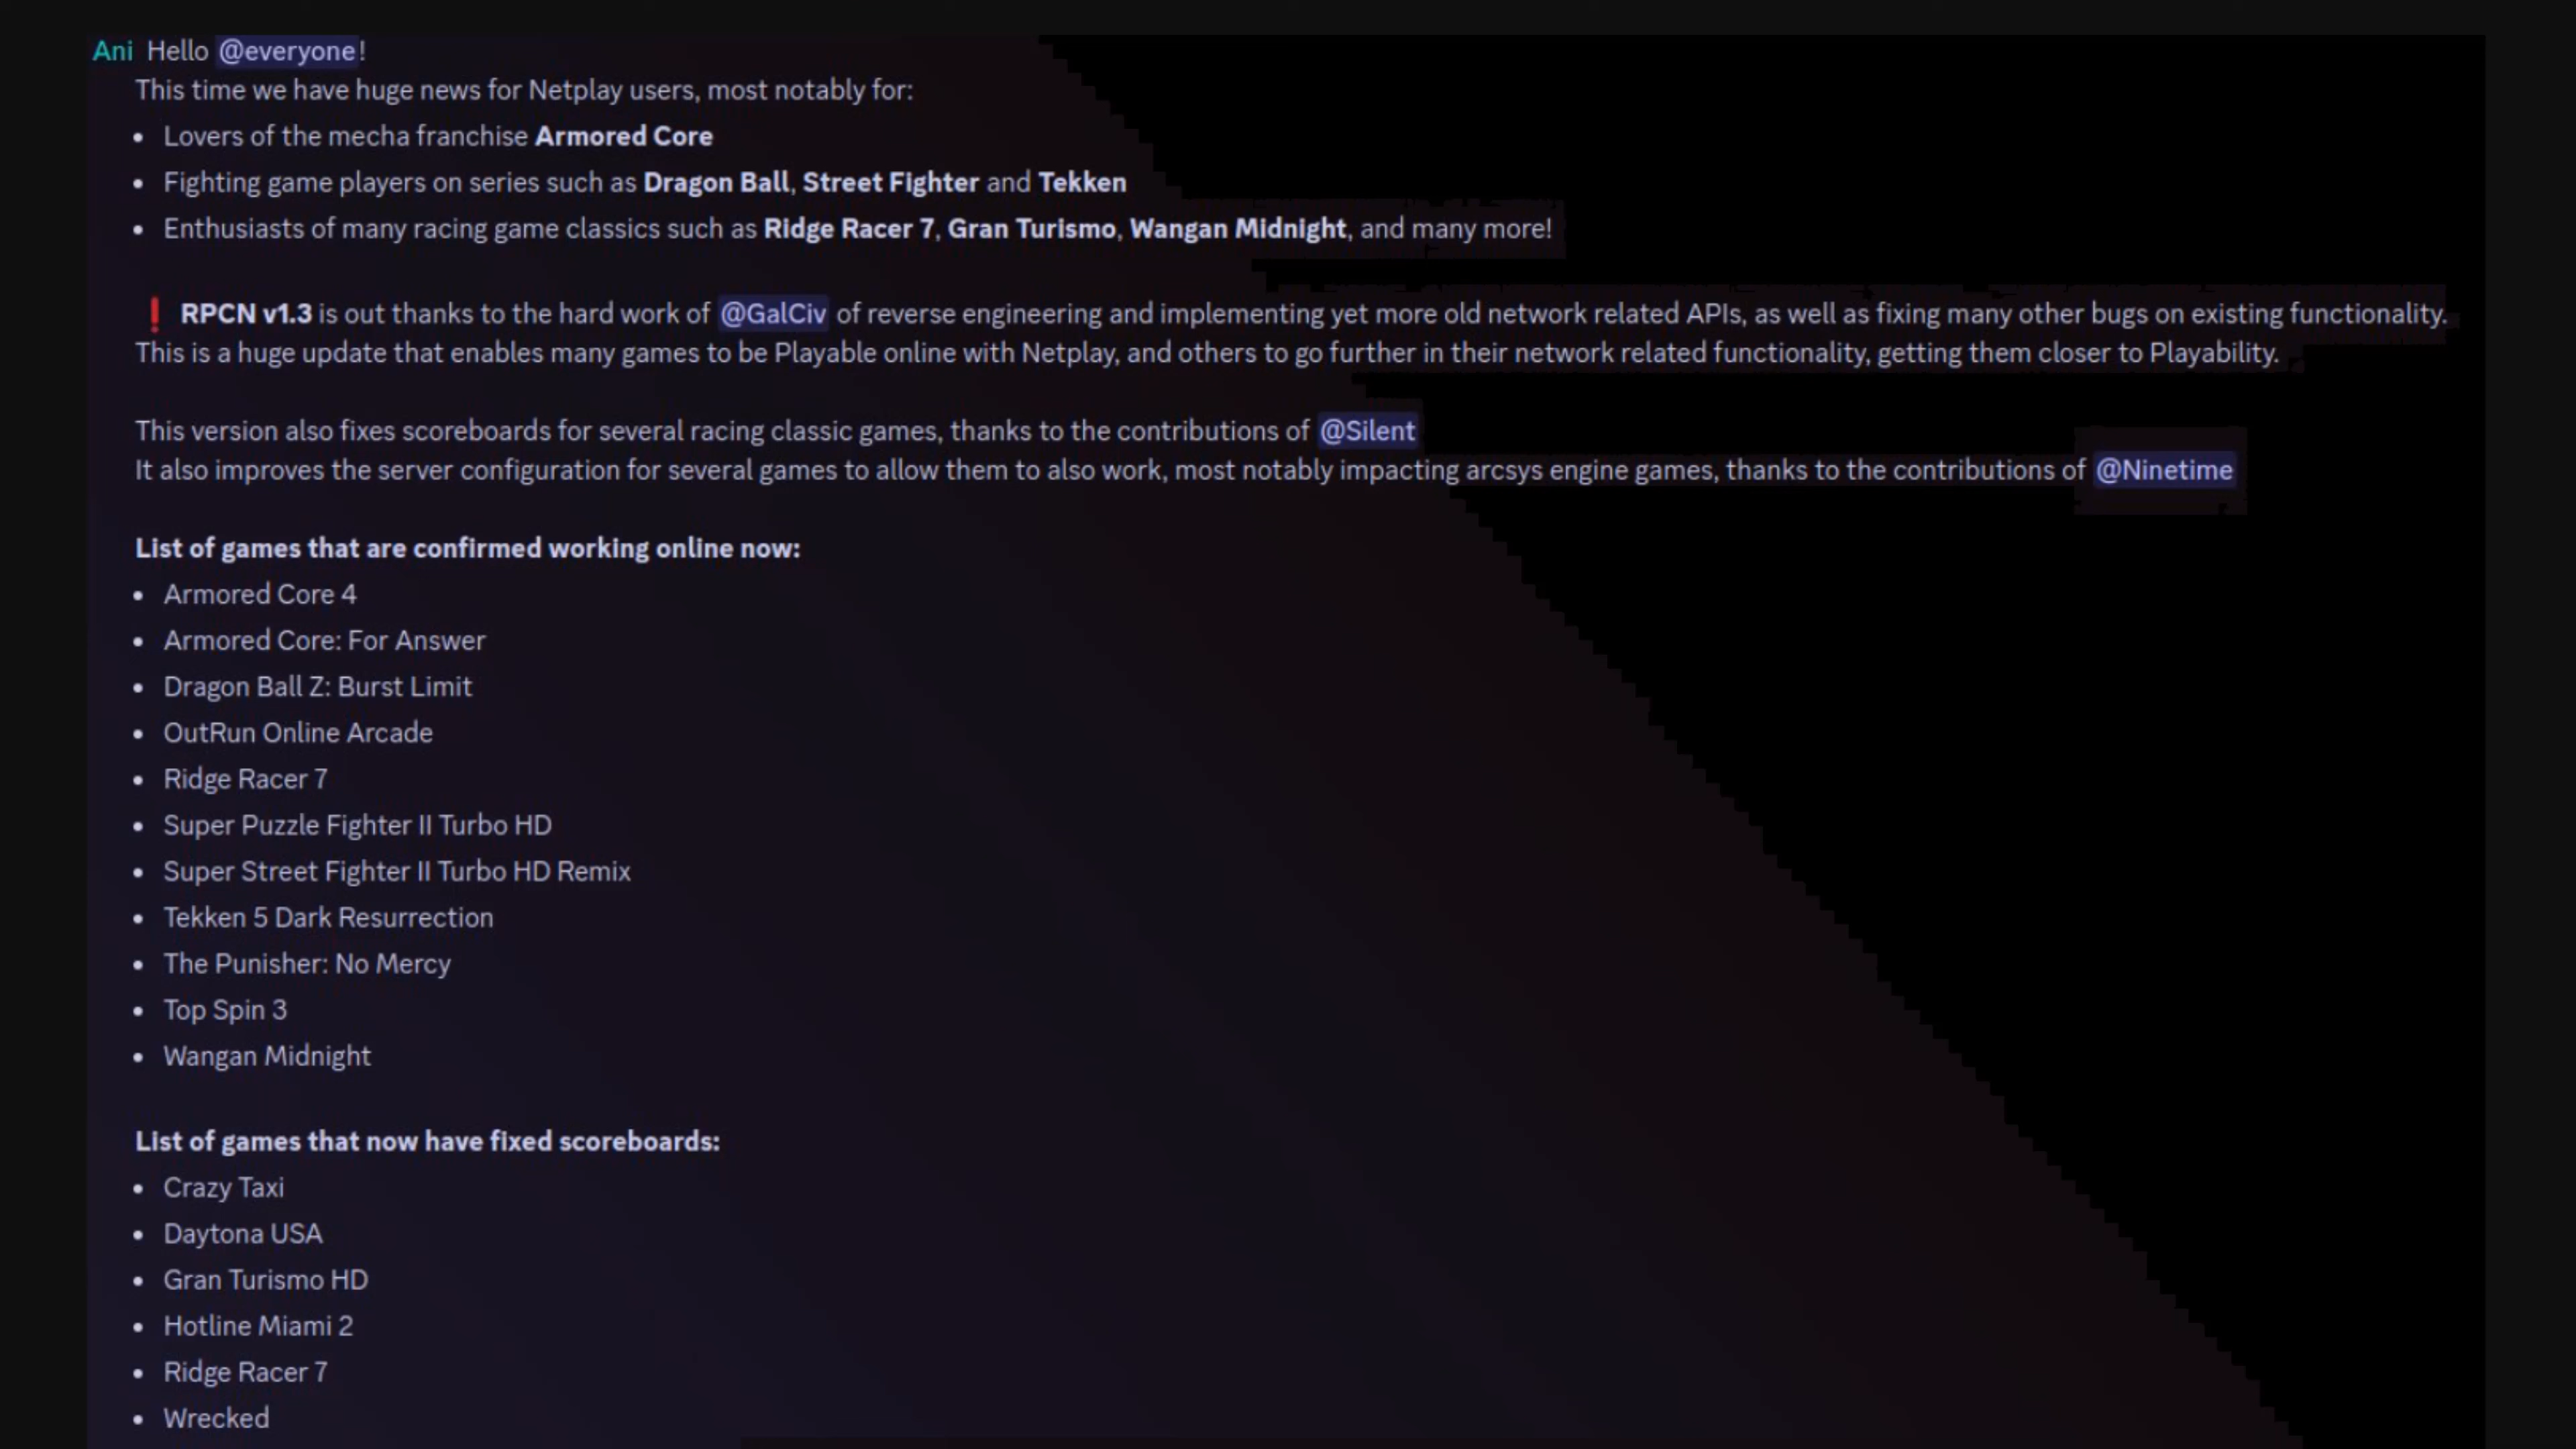 Ani Hello @everyone!
This time we have huge news for Netplay users, most notably for:
• Lovers of the mecha franchise Armored Core
• Fighting game players on series such as Dragon Ball, Street Fighter and Tekken
• Enthusiasts of many racing game classics such as Ridge Racer 7, Gran Turismo, Wangan Midnight, and many more!
❗ RPCN v1.3 is out thanks to the hard work of @GalCiv of reverse engineering and implementing yet more old network related APIs, as well as fixing many other bugs on existing functionality.
This is a huge update that enables many games to be Playable online with Netplay, and others to go further in their network related functionality, getting them closer to Playability.
This version also fixes scoreboards for several racing classic games, thanks to the contributions of @Silent
It also improves the server configuration for several games to allow them to also work, most notably impacting arcsys engine games, thanks to the contributions of @Ninetime
List of games that are confirmed working online now:
• Armored Core 4
• Armored Core: For Answer
• Dragon Ball Z: Burst Limit
• OutRun Online Arcade
• Ridge Racer 7
• Super Puzzle Fighter II Turbo HD
• Super Street Fighter II Turbo HD Remix
• Tekken 5 Dark Resurrection
• The Punisher: No Mercy
• Top Spin 3
• Wangan Midnight
List of games that now have fixed scoreboards:
• Crazy Taxi
• Daytona USA
• Gran Turismo HD
• Hotline Miami 2
• Ridge Racer 7
• Wrecked